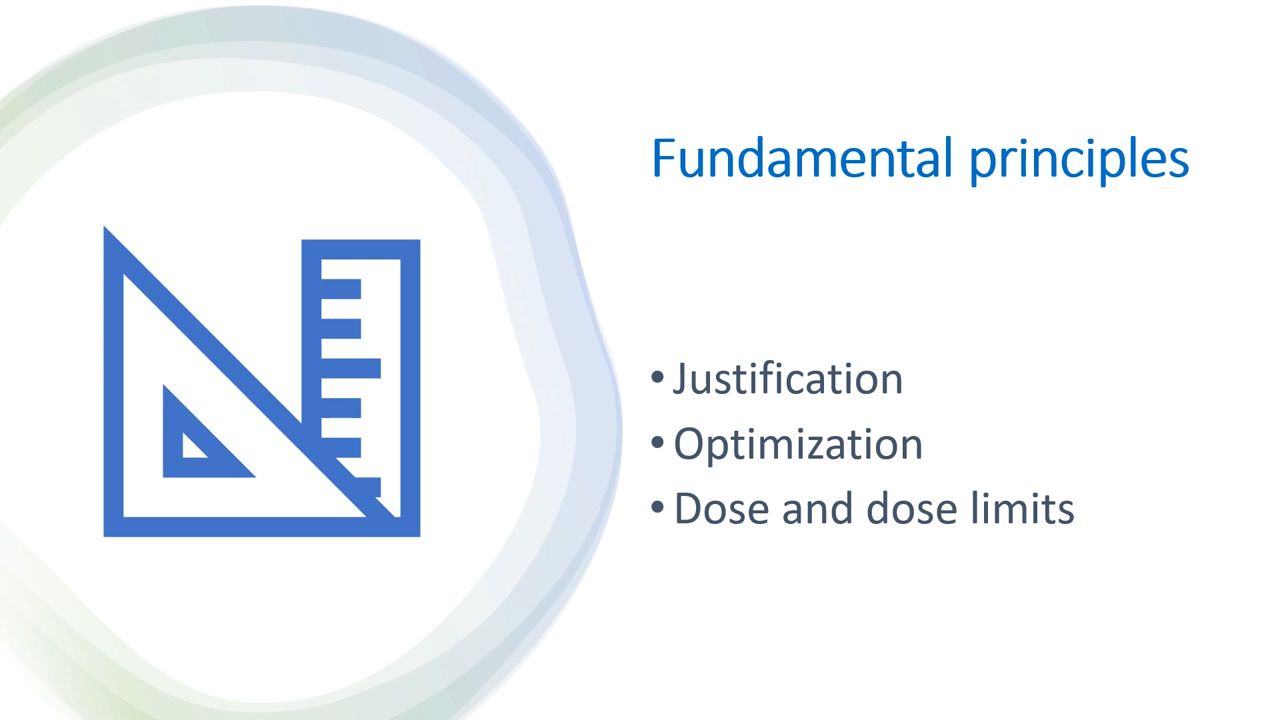 Fundamental principles
• Justification
• Optimization
• Dose and dose limits